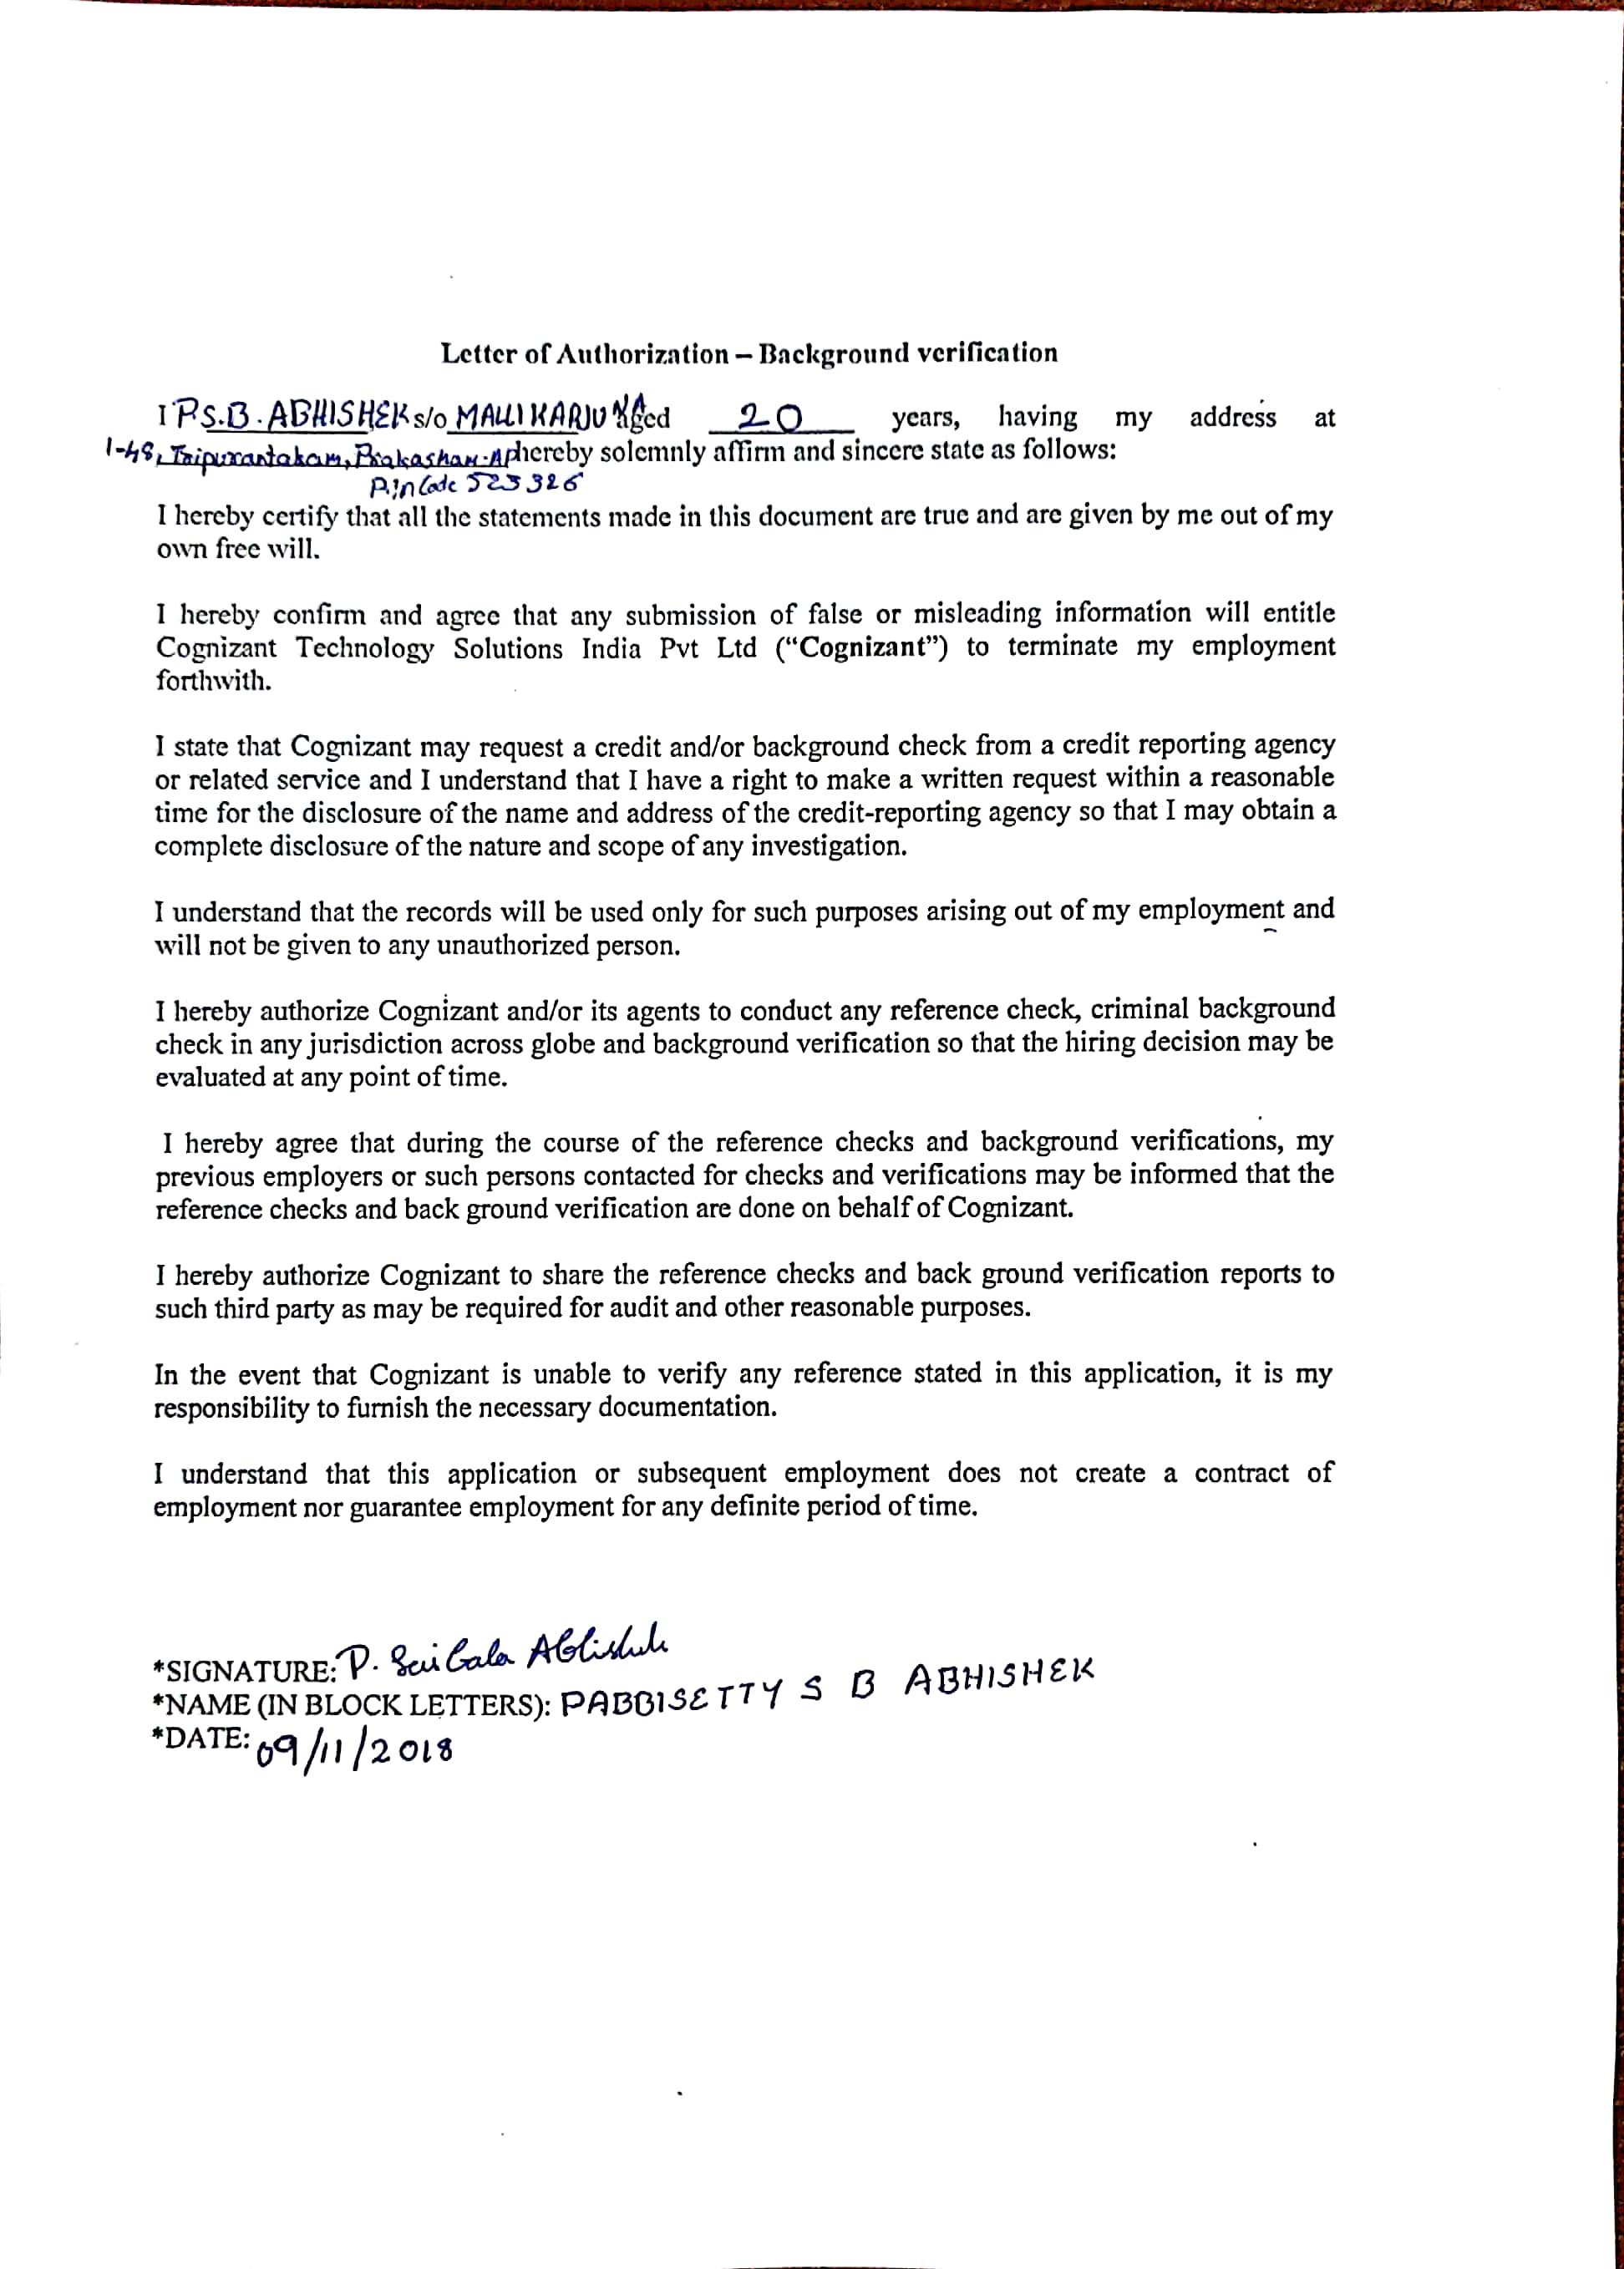 Letter of Authorization – Background verification
I P.S.B. ABHISHEK s/o MALLIKARJUNA Aged 20 years, having my address at
1-48, Tripurantakam, Prakasham-AP hereby solemnly affirm and sincere state as follows:
Pin Code 523326
I hereby certify that all the statements made in this document are true and are given by me out of my
own free will.
I hereby confirm and agree that any submission of false or misleading information will entitle
Cognizant Technology Solutions India Pvt Ltd (“Cognizant”) to terminate my employment
forthwith.
I state that Cognizant may request a credit and/or background check from a credit reporting agency
or related service and I understand that I have a right to make a written request within a reasonable
time for the disclosure of the name and address of the credit-reporting agency so that I may obtain a
complete disclosure of the nature and scope of any investigation.
I understand that the records will be used only for such purposes arising out of my employment and
will not be given to any unauthorized person.
I hereby authorize Cognizant and/or its agents to conduct any reference check, criminal background
check in any jurisdiction across globe and background verification so that the hiring decision may be
evaluated at any point of time.
I hereby agree that during the course of the reference checks and background verifications, my
previous employers or such persons contacted for checks and verifications may be informed that the
reference checks and back ground verification are done on behalf of Cognizant.
I hereby authorize Cognizant to share the reference checks and back ground verification reports to
such third party as may be required for audit and other reasonable purposes.
In the event that Cognizant is unable to verify any reference stated in this application, it is my
responsibility to furnish the necessary documentation.
I understand that this application or subsequent employment does not create a contract of
employment nor guarantee employment for any definite period of time.
*SIGNATURE: P. Sai Bala Abhishek
*NAME (IN BLOCK LETTERS): PABBISETTY S B ABHISHEK
*DATE: 09/11/2018